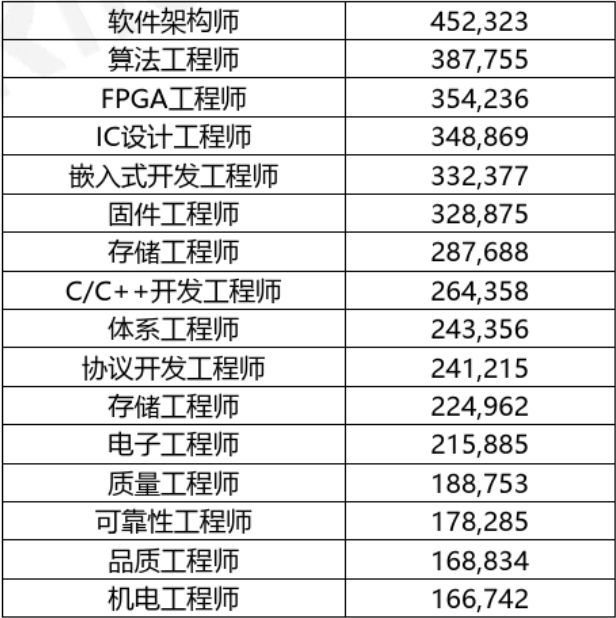 软件架构师 452,323
算法工程师 387,755
FPGA工程师 354,236
IC设计工程师 348,869
嵌入式开发工程师 332,377
固件工程师 328,875
存储工程师 287,688
C/C++开发工程师 264,358
体系工程师 243,356
协议开发工程师 241,215
存储工程师 224,962
电子工程师 215,885
质量工程师 188,753
可靠性工程师 178,285
品质工程师 168,834
机电工程师 166,742